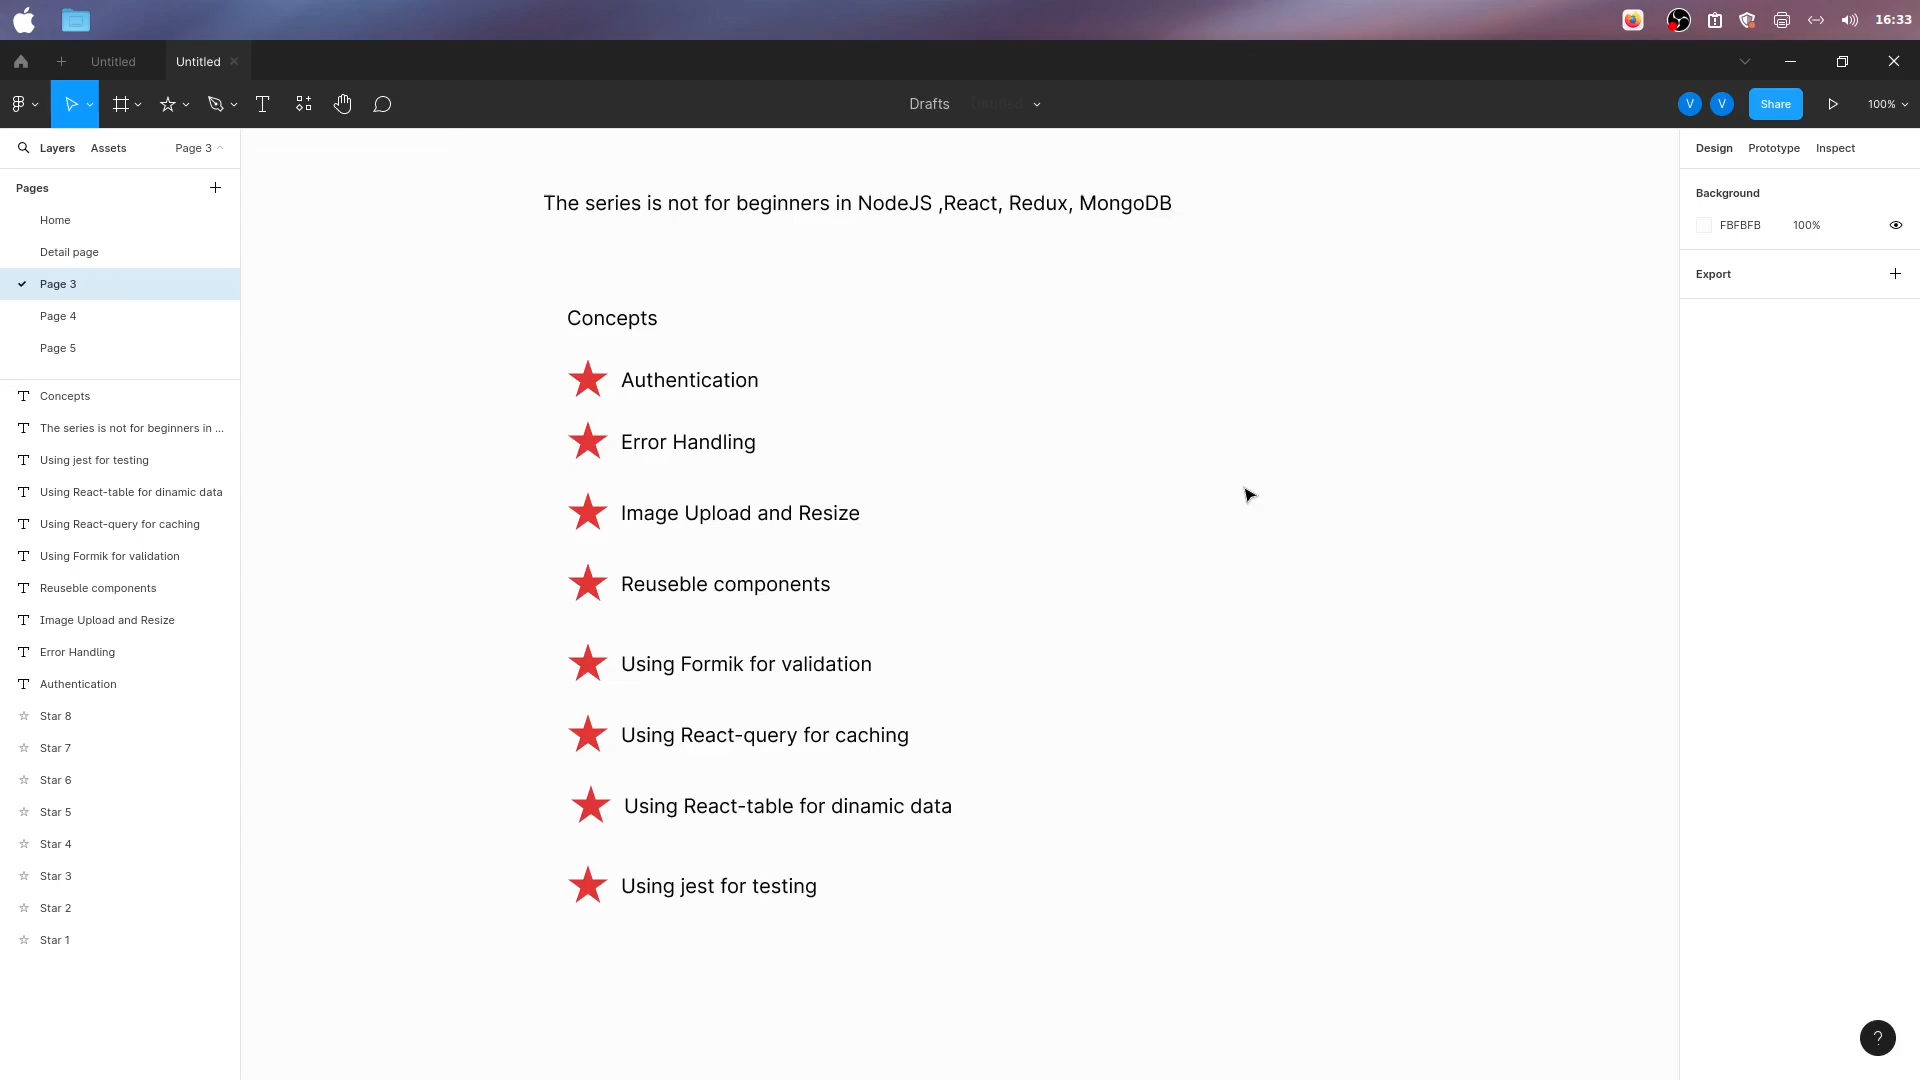 16:33
Untitled
Untitled
Drafts
Untitled
V
V
Share
100%
Layers
Assets
Page 3
Pages
Home
Detail page
Page 3
Page 4
Page 5
Concepts
The series is not for beginners in ...
Using jest for testing
Using React-table for dinamic data
Using React-query for caching
Using Formik for validation
Reuseble components
Image Upload and Resize
Error Handling
Authentication
Star 8
Star 7
Star 6
Star 5
Star 4
Star 3
Star 2
Star 1
The series is not for beginners in NodeJS ,React, Redux, MongoDB
Concepts
Authentication
Error Handling
Image Upload and Resize
Reuseble components
Using Formik for validation
Using React-query for caching
Using React-table for dinamic data
Using jest for testing
Design
Prototype
Inspect
Background
FBFBFB
100%
Export
?